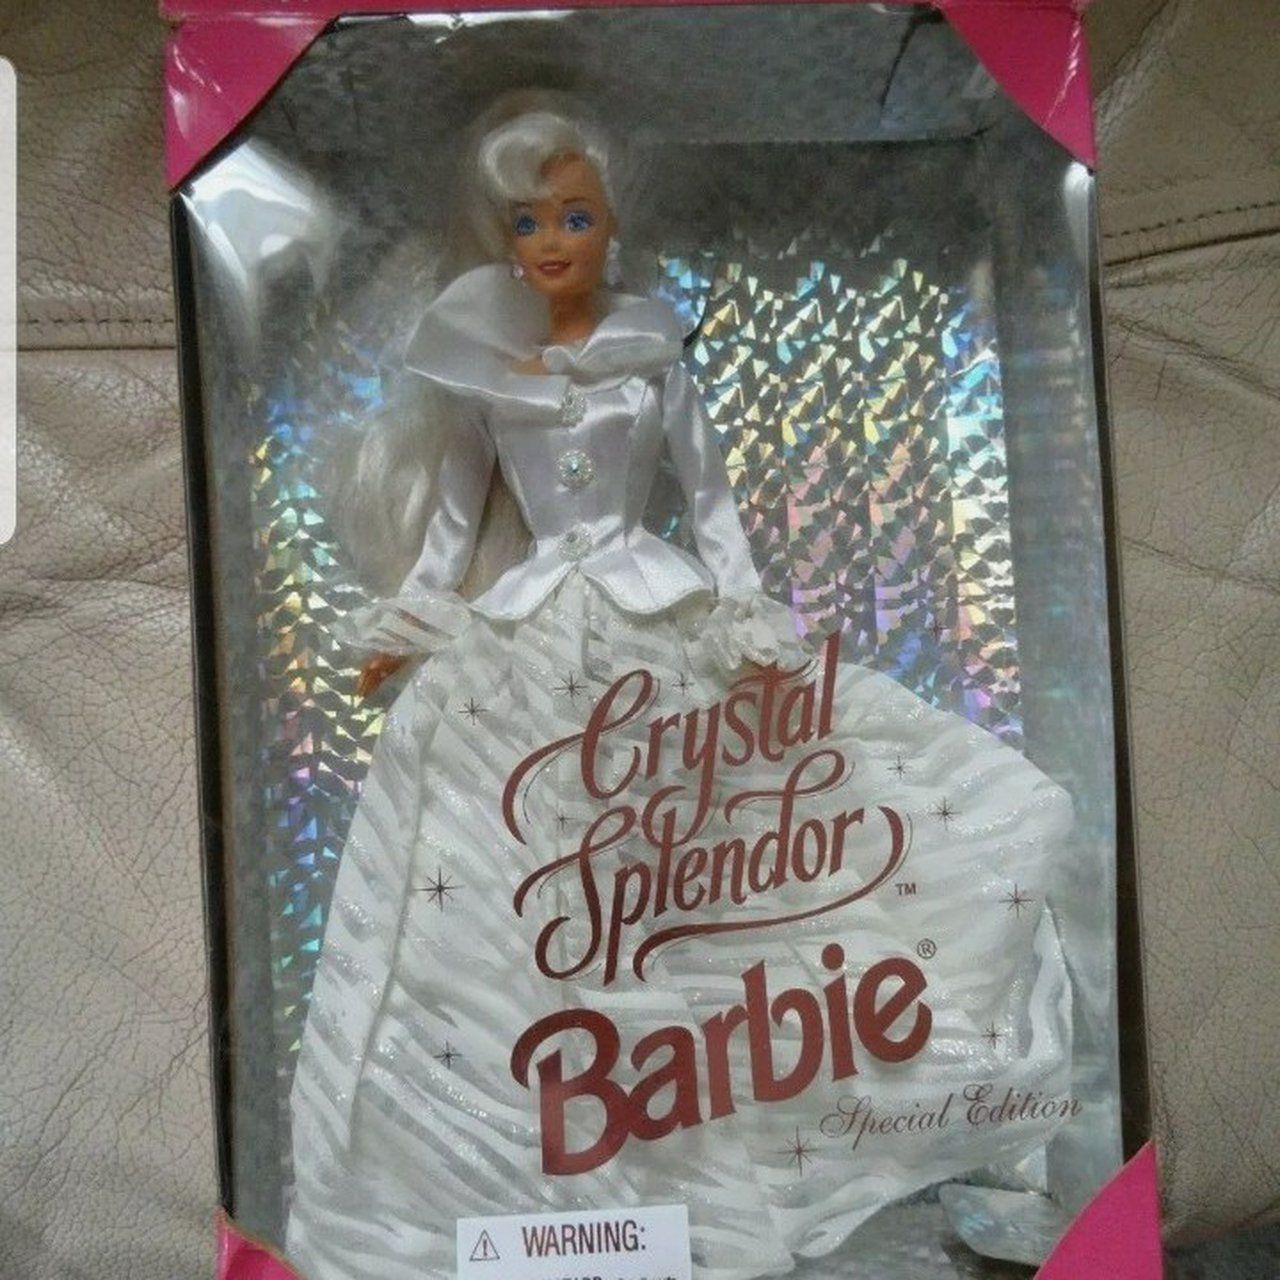 Crystal
Splendor™
Barbie®
Special Edition
⚠ WARNING: